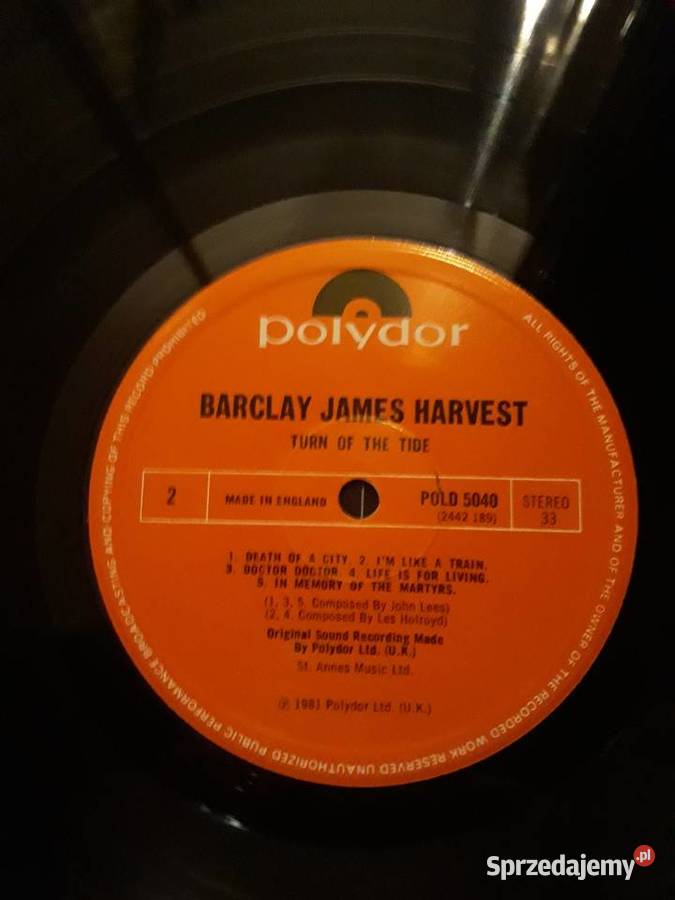 polydor
BARCLAY JAMES HARVEST
TURN OF THE TIDE
2
MADE IN ENGLAND
POLD 5040
(2442 189)
STEREO
33
1. DEATH OF A CITY. 2. I'M LIKE A TRAIN.
3. DOCTOR DOCTOR. 4. LIFE IS FOR LIVING.
5. IN MEMORY OF THE MARTYRS.
(1, 3, 5. Composed By John Lees)
(2, 4. Composed By Les Holroyd)
Original Sound Recording Made
By Polydor Ltd. (U.K.)
St. Annes Music Ltd.
℗ 1981 Polydor Ltd. (U.K.)
ALL RIGHTS OF THE MANUFACTURER AND OF THE OWNER OF THE RECORDED WORK RESERVED UNAUTHORIZED PUBLIC PERFORMANCE BROADCASTING AND COPYING OF THIS RECORD PROHIBITED
Sprzedajemy.pl